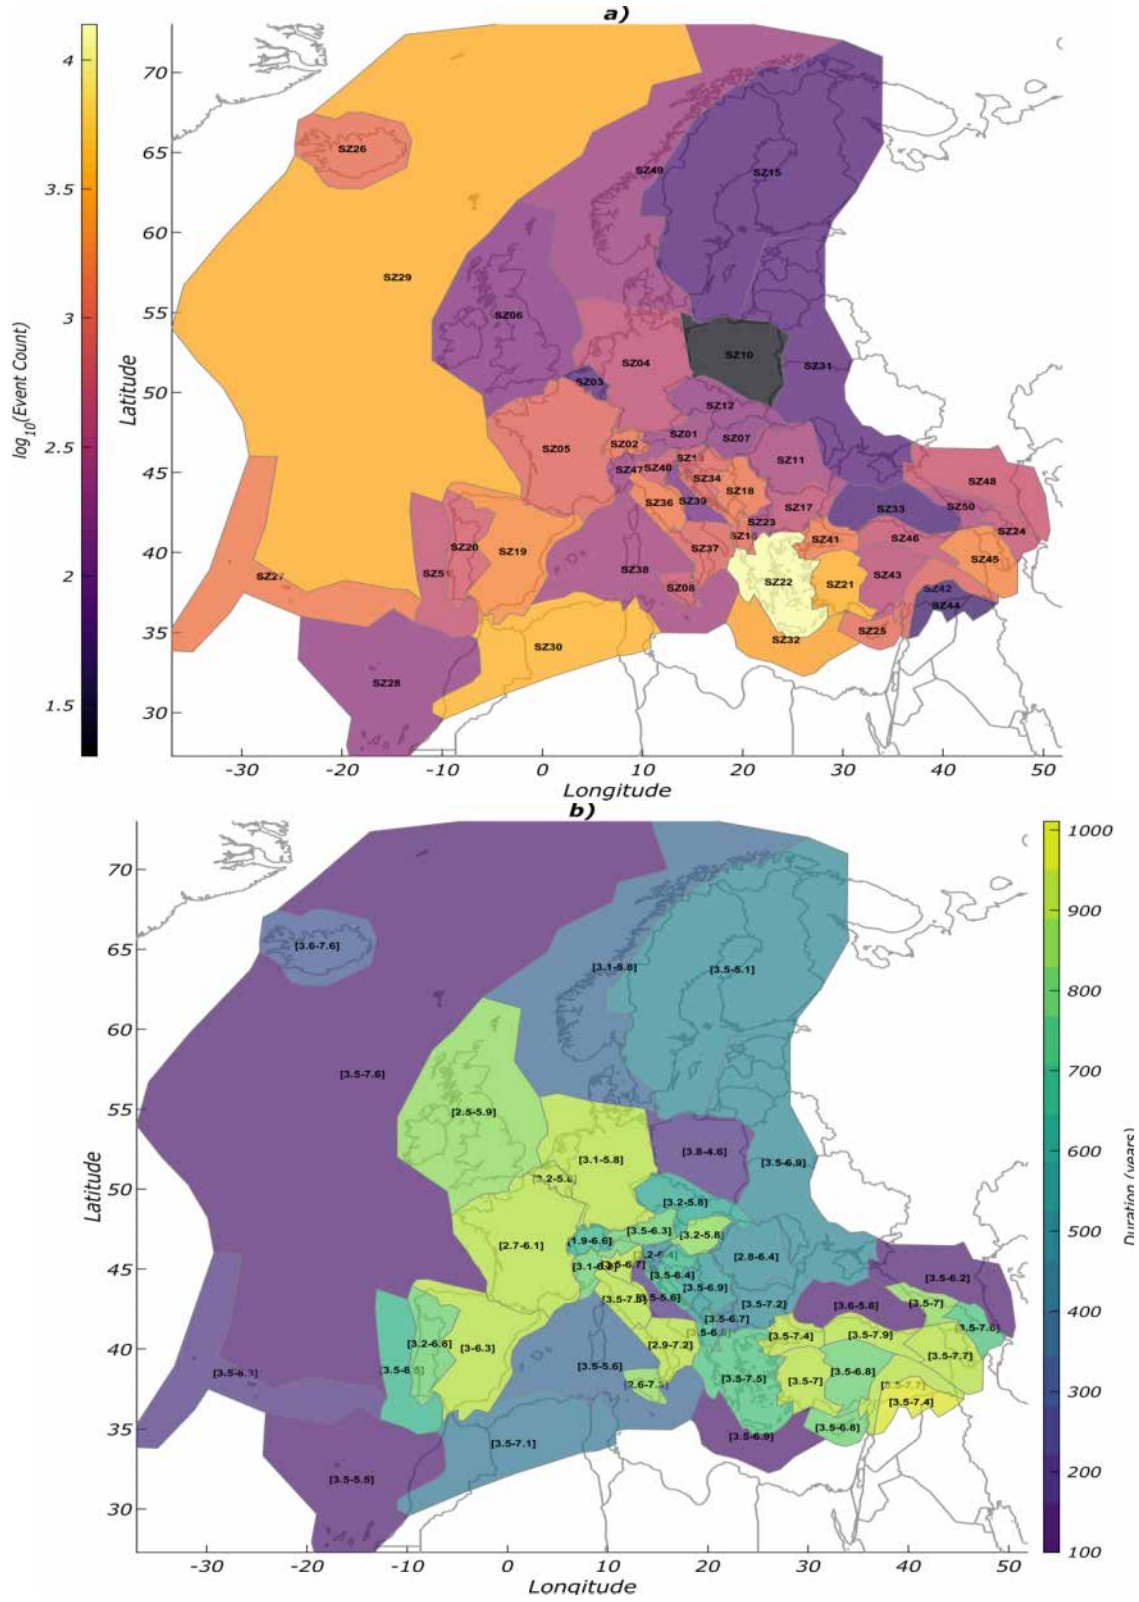 a)
4
3.5
3
2.5
2
1.5
log10(Event Count)
70
65
60
55
50
45
40
35
30
Latitude
SZ26
SZ49
SZ15
SZ29
SZ06
SZ04
SZ10
SZ31
SZ03
SZ12
SZ05
SZ02
SZ01
SZ07
SZ11
SZ47
SZ40
SZ34
SZ18
SZ48
SZ36
SZ39
SZ17
SZ33
SZ50
SZ23
SZ24
SZ20
SZ19
SZ37
SZ41
SZ46
SZ45
SZ27
SZ51
SZ38
SZ08
SZ22
SZ21
SZ43
SZ42
SZ44
SZ30
SZ32
SZ25
SZ28
-30 -20 -10 0 10 20 30 40 50
Longitude
b)
1000
900
800
700
600
500
400
300
200
100
Duration (years)
70
65
60
55
50
45
40
35
30
Latitude
[3.6-7.6]
[3.1-5.8]
[3.5-5.1]
[3.5-7.6]
[2.5-5.9]
[3.1-5.8]
[3.8-4.6]
[3.5-6.9]
[3.2-5.8]
[2.7-6.1]
[1.9-6.6]
[3.5-6.3]
[3.2-5.8]
[2.8-6.4]
[3.5-6.4]
[3.5-6.9]
[3.5-6.2]
[3.5-7.2]
[3.6-5.8]
[3.5-7]
[3.5-6.7]
[3.2-6.6]
[3-6.3]
[2.9-7.2]
[3.5-7.4]
[3.5-7.9]
[3.5-7.7]
[3.5-5.6]
[3.5-7.5]
[3.5-7]
[3.5-6.8]
[3.5-7.4]
[3.5-7.1]
[3.5-6.9]
[3.5-6.8]
[3.5-5.5]
-30 -20 -10 0 10 20 30 40 50
Longitude